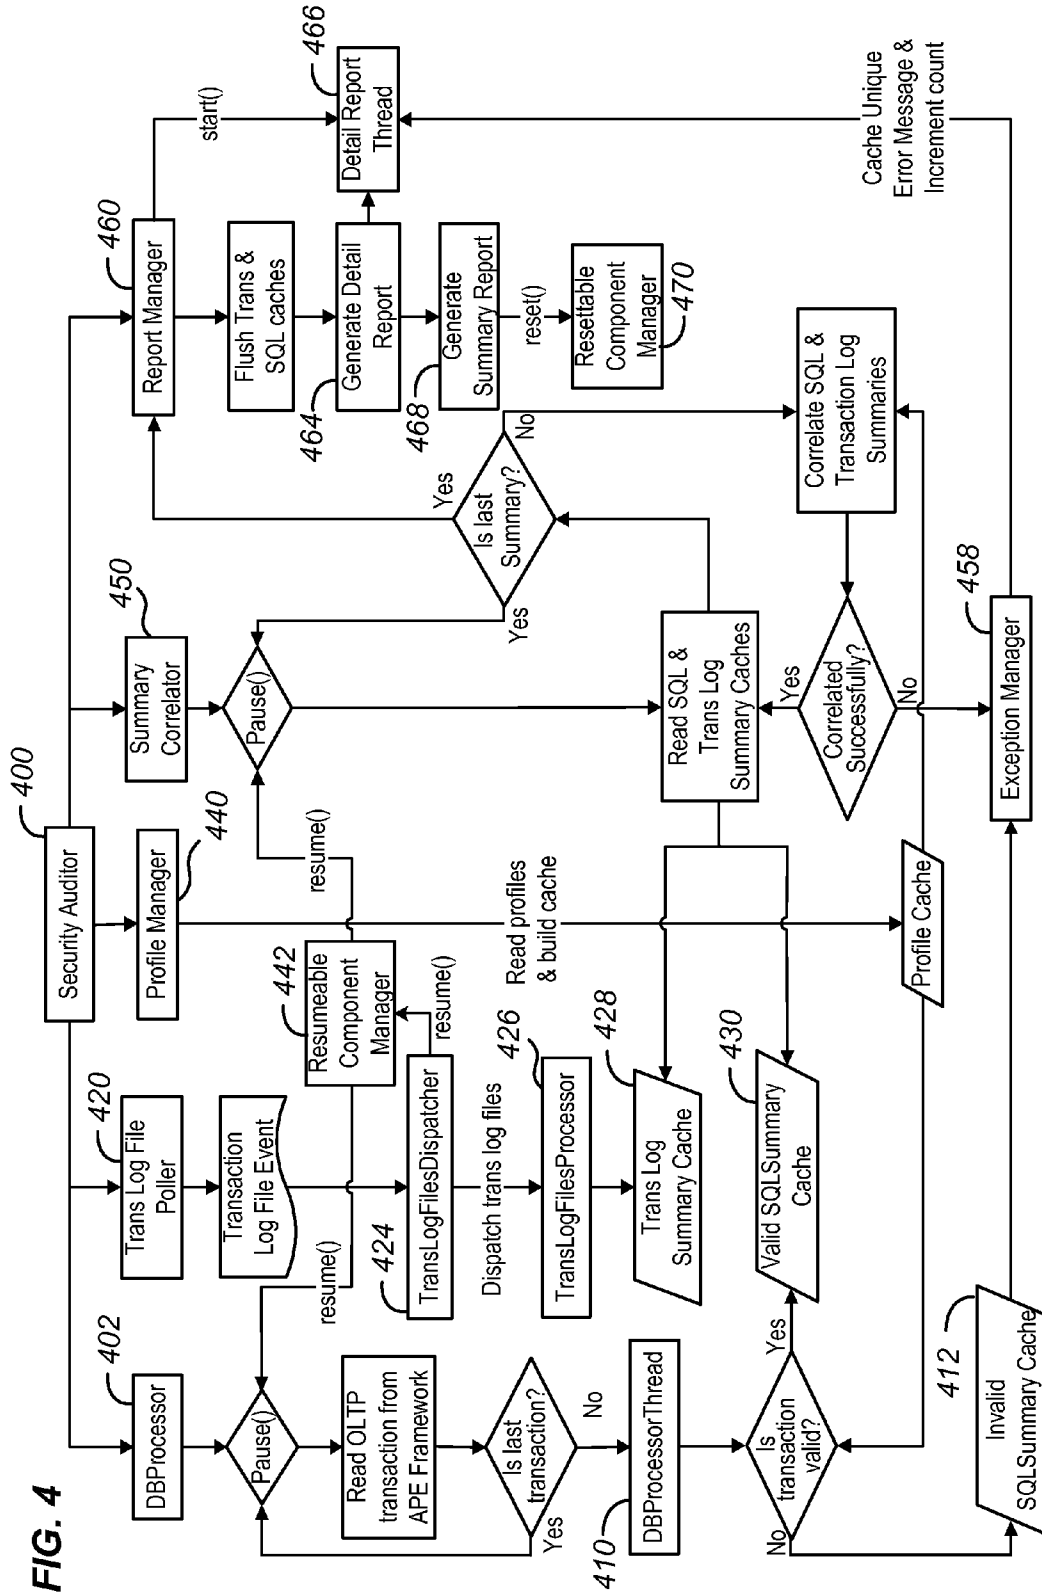 FIG. 4
400
Security Auditor
402
DBProcessor
Pause()
Read OLTP
transaction from
APE Framework
Is last
transaction?
Yes
No
410
DBProcessorThread
Is
transaction
valid?
Yes
No
412
Invalid
SQLSummary Cache
420
Trans Log File
Poller
Transaction
Log File Event
resume()
424
TransLogFilesDispatcher
resume()
Dispatch trans log files
426
TransLogFilesProcessor
428
Trans Log
Summary Cache
430
Valid SQLSummary
Cache
440
Profile Manager
442
Resumeable
Component
Manager
resume()
Read profiles
& build cache
Profile Cache
450
Summary
Correlator
Pause()
Yes
Is last
Summary?
Yes
No
Read SQL &
Trans Log
Summary Caches
Yes
Correlated
Successfully?
No
Correlate SQL &
Transaction Log
Summaries
458
Exception Manager
460
Report Manager
start()
Flush Trans &
SQL caches
464
Generate Detail
Report
466
Detail Report
Thread
468
Generate
Summary Report
reset()
Resettable
Component
Manager
470
Cache Unique
Error Message &
Increment count